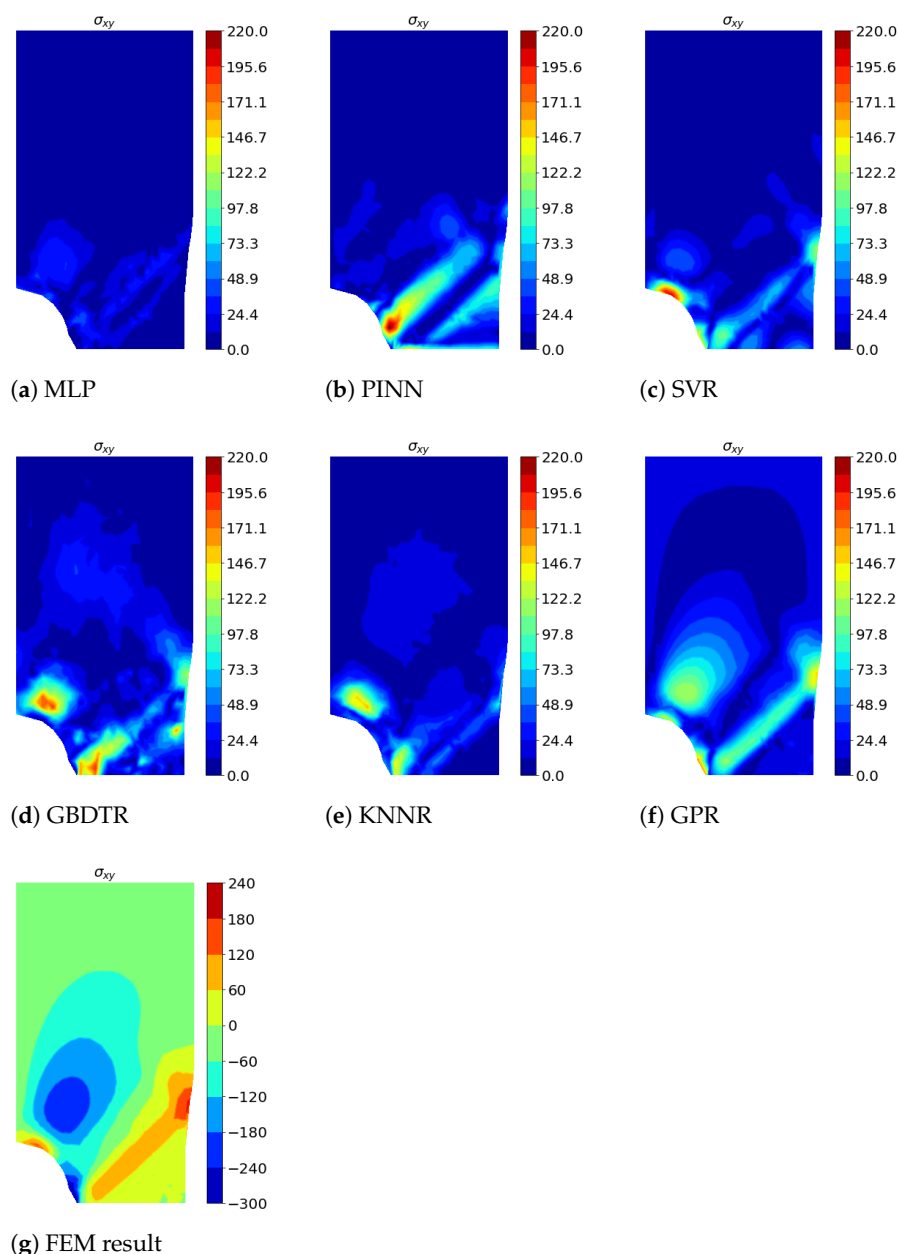 σxy σxy σxy
220.0 220.0 220.0
195.6 195.6 195.6
171.1 171.1 171.1
146.7 146.7 146.7
122.2 122.2 122.2
97.8 97.8 97.8
73.3 73.3 73.3
48.9 48.9 48.9
24.4 24.4 24.4
0.0 0.0 0.0
(a) MLP (b) PINN (c) SVR
σxy σxy σxy
220.0 220.0 220.0
195.6 195.6 195.6
171.1 171.1 171.1
146.7 146.7 146.7
122.2 122.2 122.2
97.8 97.8 97.8
73.3 73.3 73.3
48.9 48.9 48.9
24.4 24.4 24.4
0.0 0.0 0.0
(d) GBDTR (e) KNNR (f) GPR
σxy
240
180
120
60
0
−60
−120
−180
−240
−300
(g) FEM result